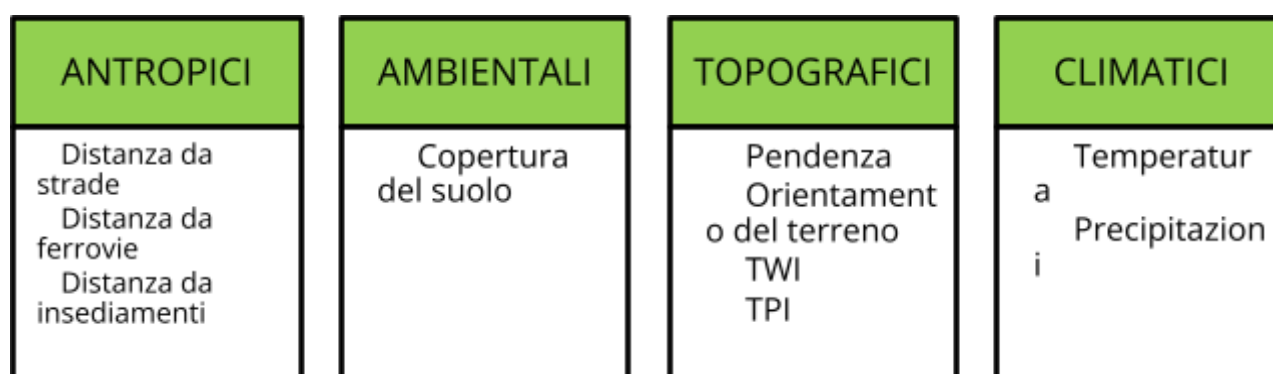 ANTROPICI
Distanza da
strade
Distanza da
ferrovie
Distanza da
insediamenti
AMBIENTALI
Copertura
del suolo
TOPOGRAFICI
Pendenza
Orientament
o del terreno
TWI
TPI
CLIMATICI
Temperatur
a
Precipitazion
i